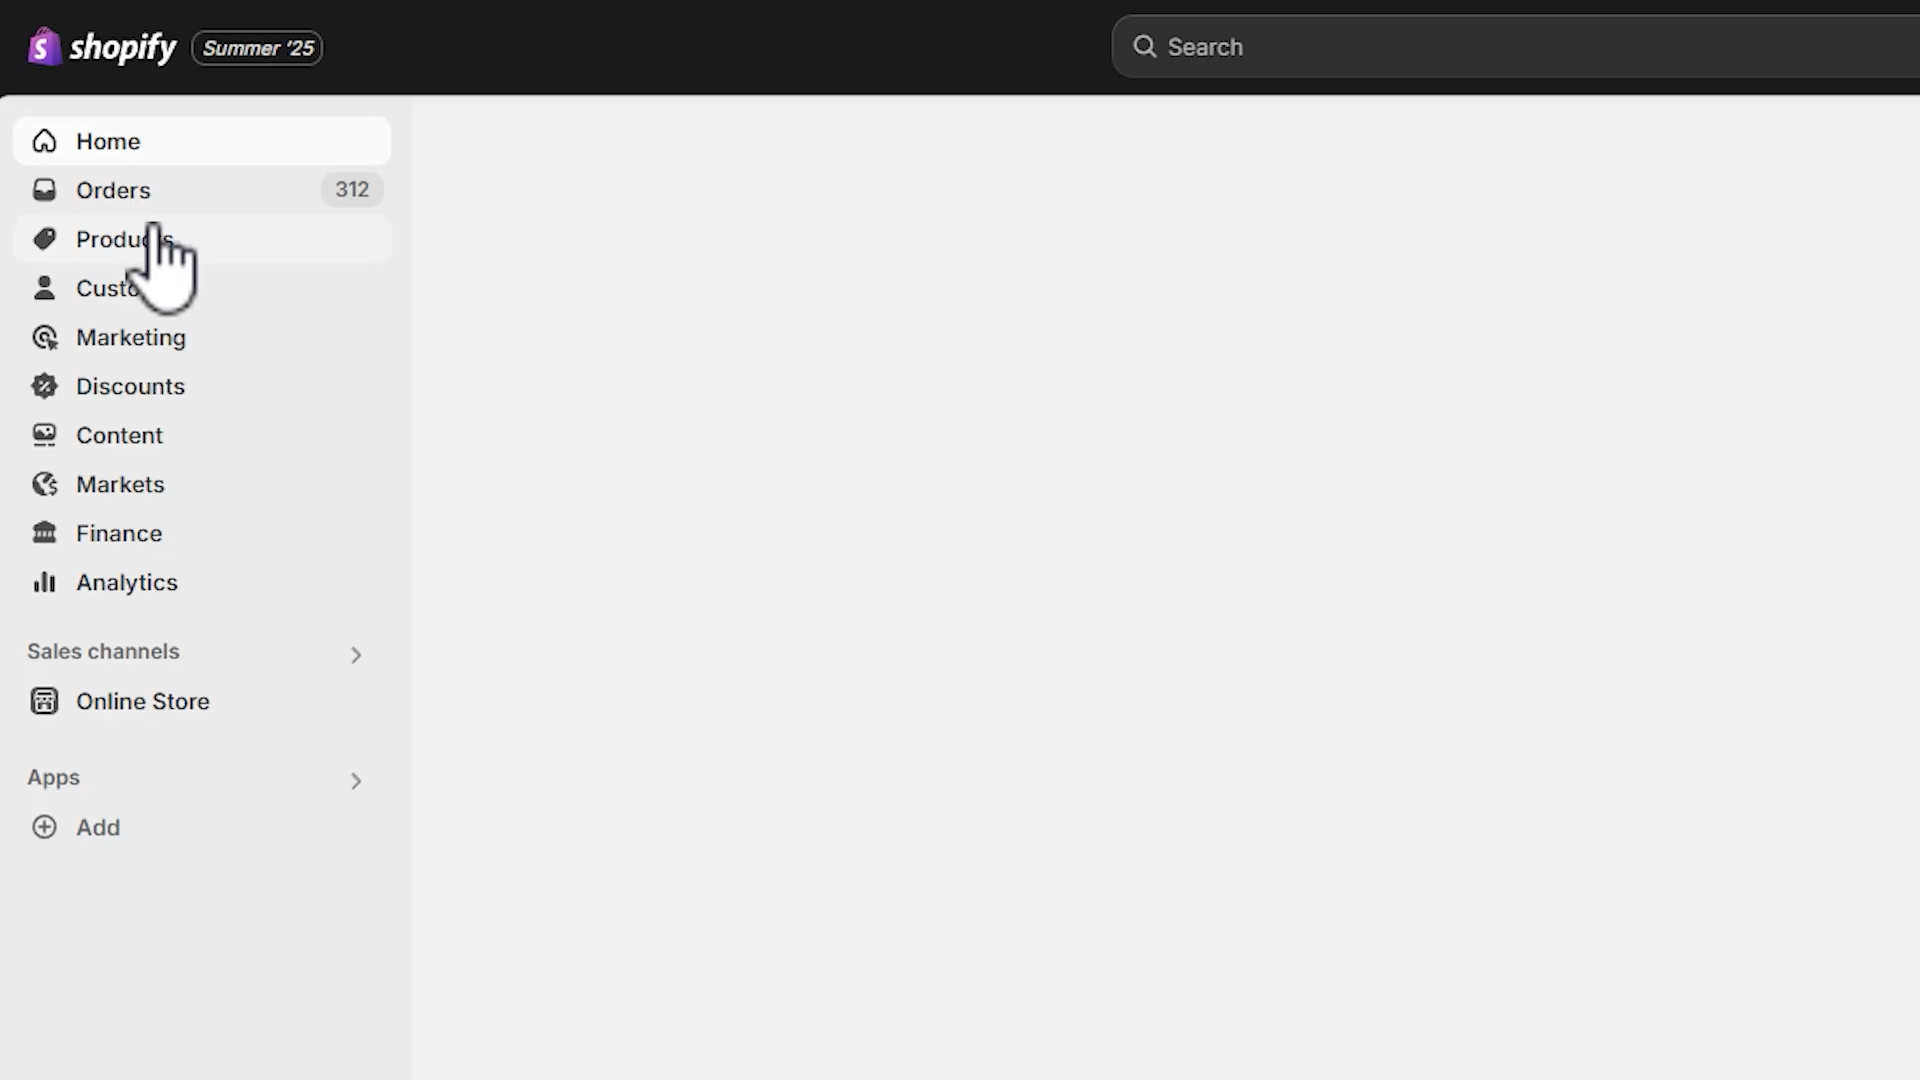 shopify Summer '25
Search
Home
Orders 312
Marketing
Discounts
Content
Markets
Finance
Analytics
Sales channels
Online Store
Apps
Add